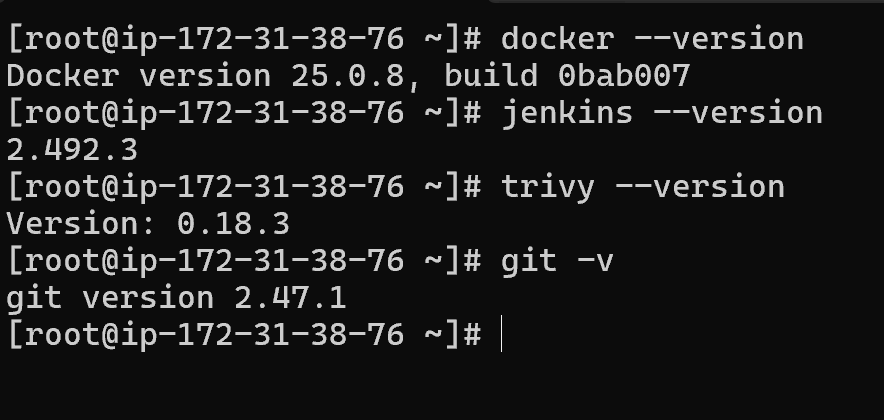 [root@ip-172-31-38-76 ~]# docker --version
Docker version 25.0.8, build 0bab007
[root@ip-172-31-38-76 ~]# jenkins --version
2.492.3
[root@ip-172-31-38-76 ~]# trivy --version
Version: 0.18.3
[root@ip-172-31-38-76 ~]# git -v
git version 2.47.1
[root@ip-172-31-38-76 ~]#